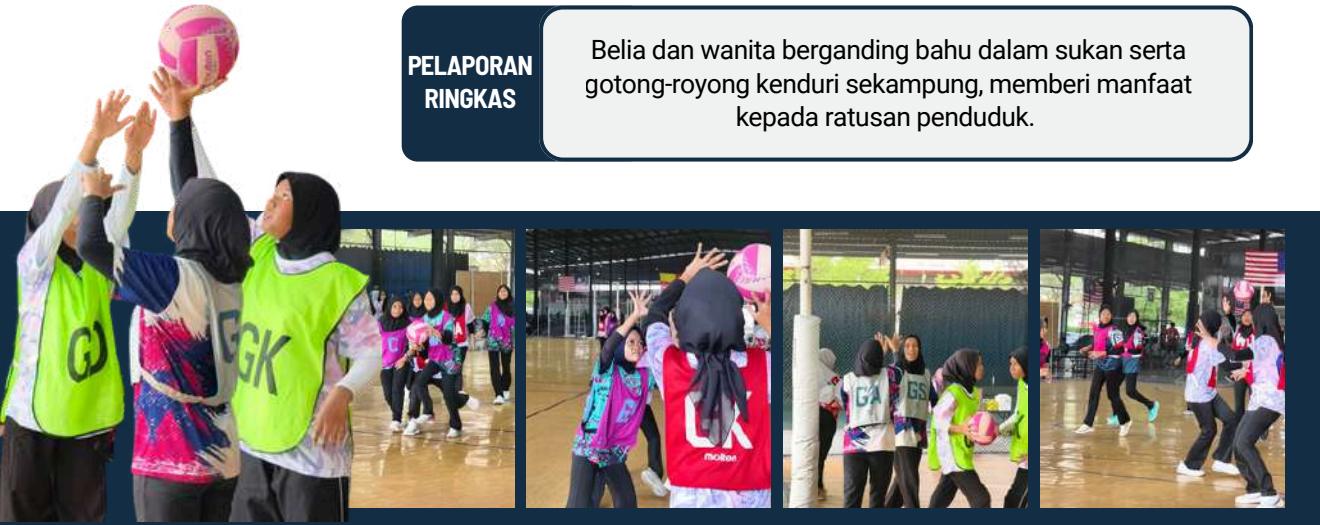 PELAPORAN
RINGKAS
Belia dan wanita berganding bahu dalam sukan serta
gotong-royong kenduri sekampung, memberi manfaat
kepada ratusan penduduk.
GD
G
GK
C
C
GK
molten
GA
GS